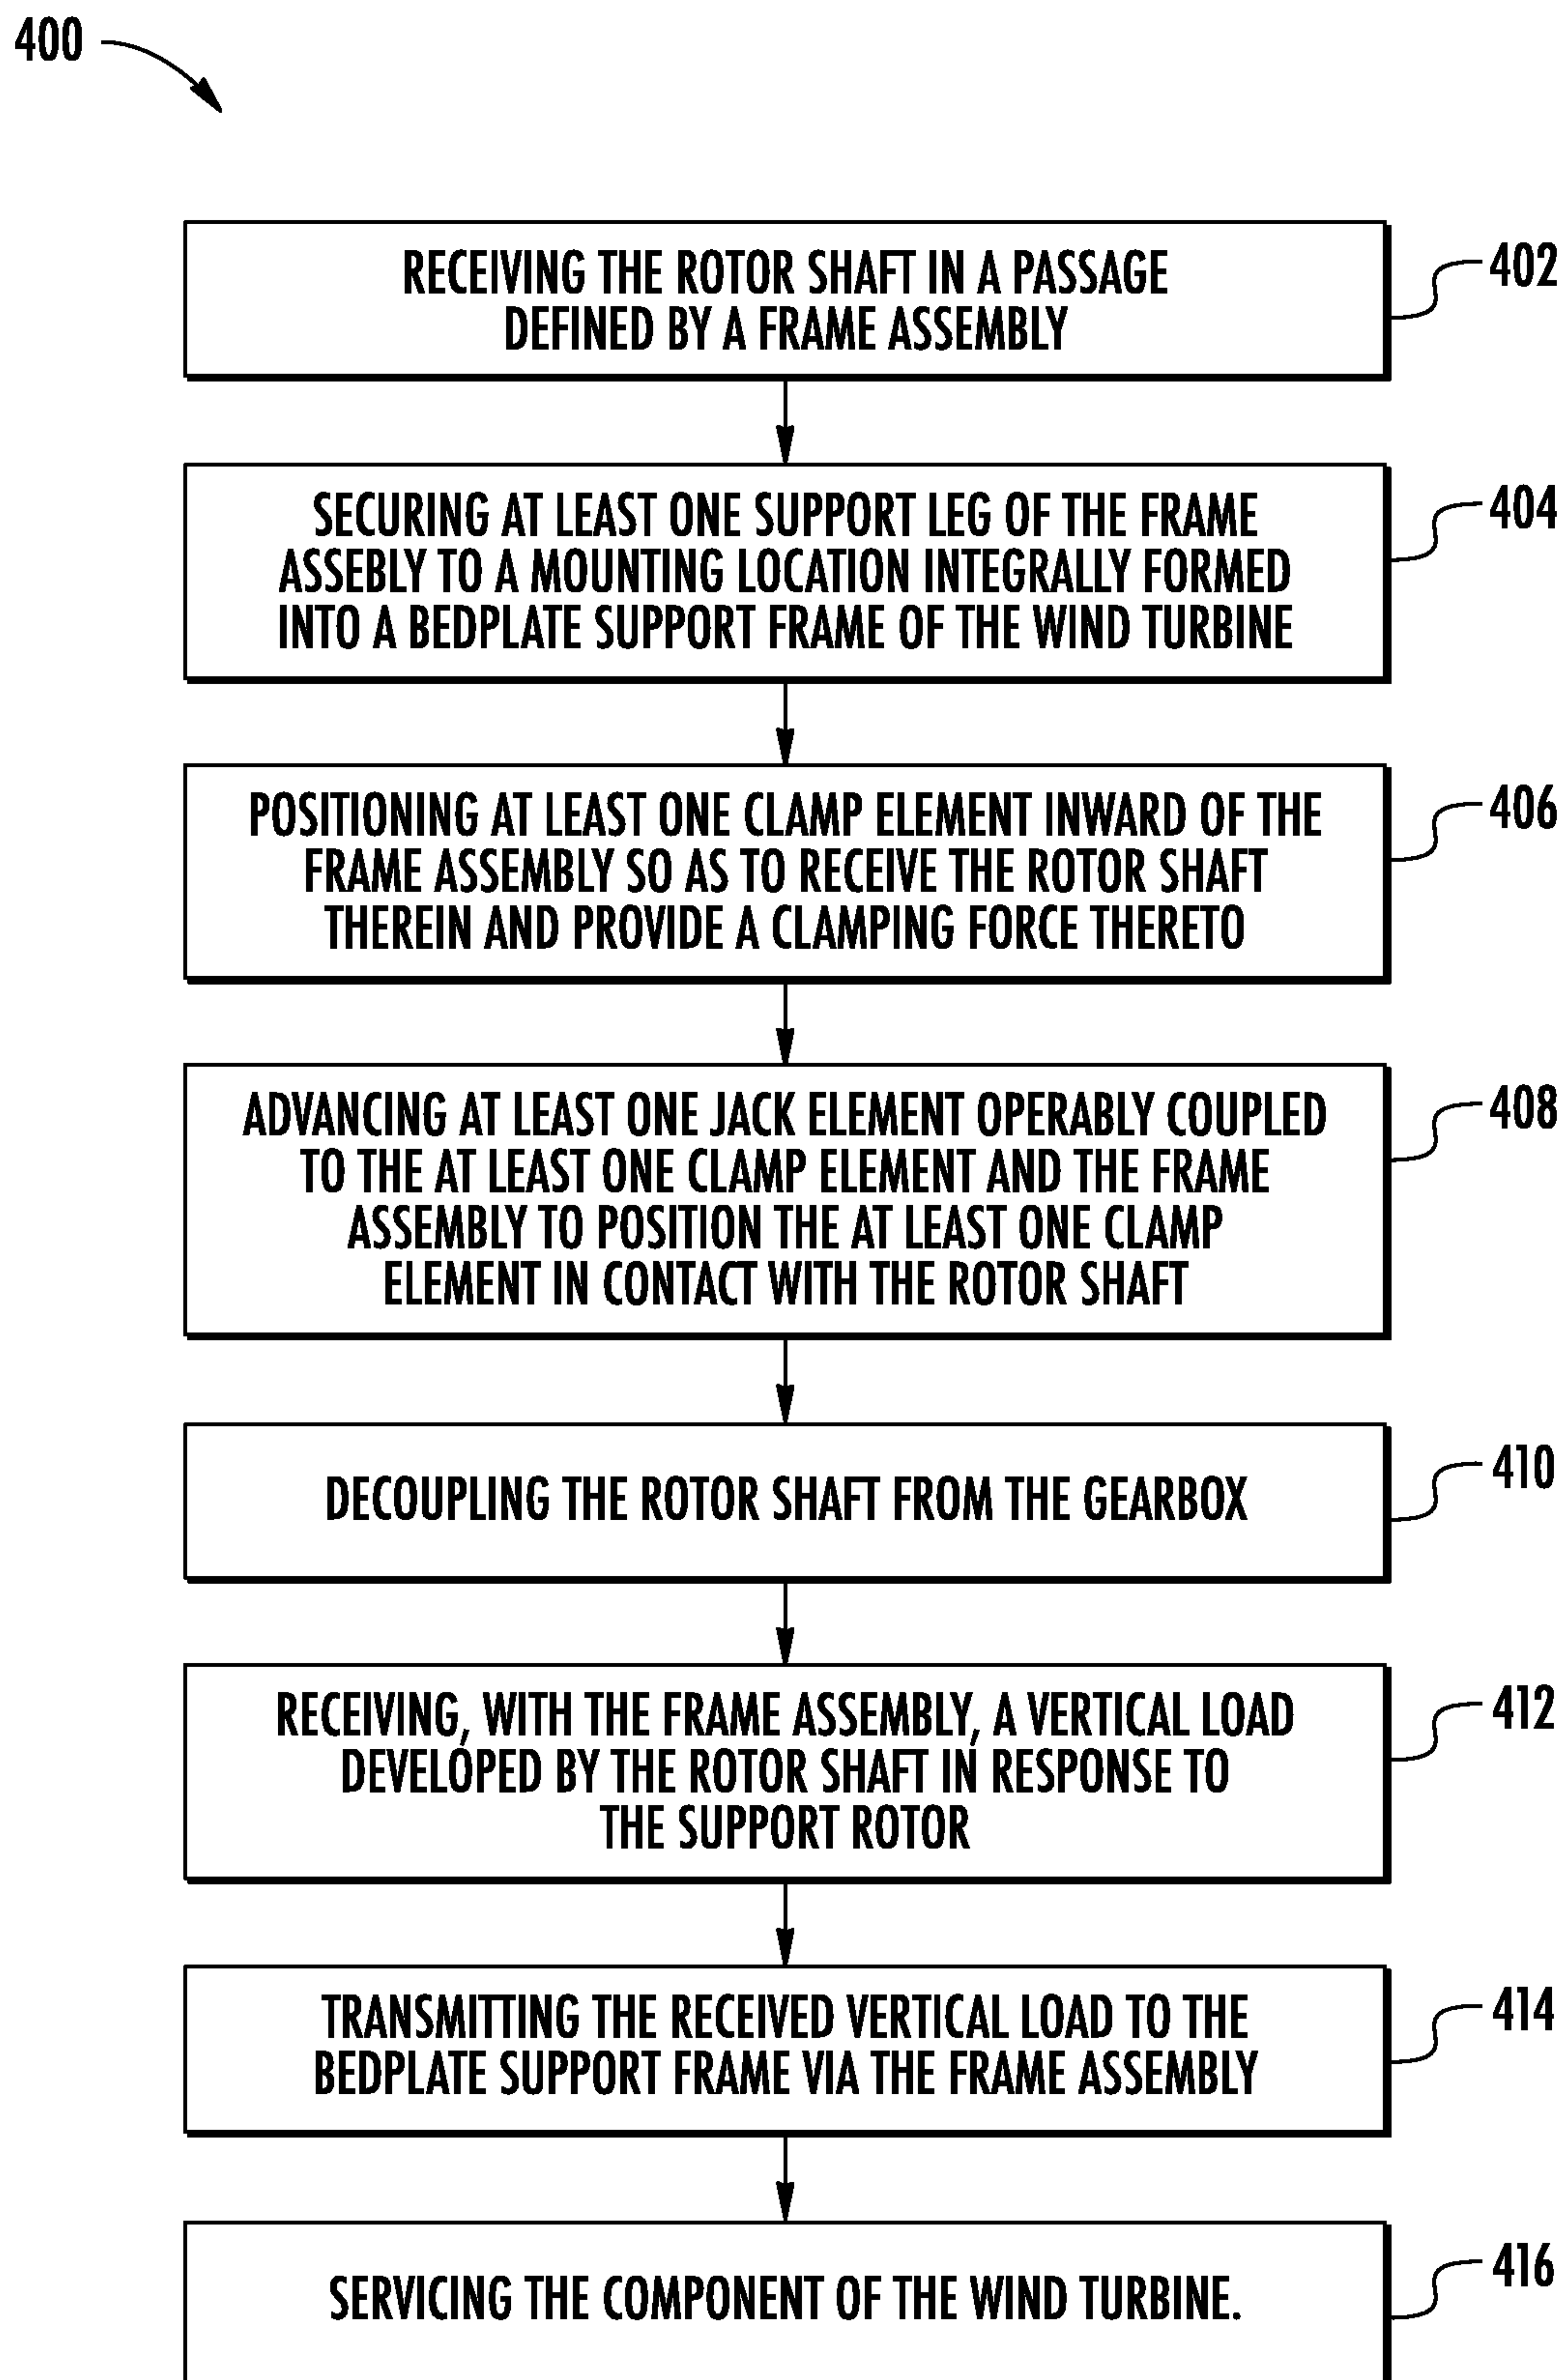 400
RECEIVING THE ROTOR SHAFT IN A PASSAGE
DEFINED BY A FRAME ASSEMBLY
402
SECURING AT LEAST ONE SUPPORT LEG OF THE FRAME
ASSEBLY TO A MOUNTING LOCATION INTEGRALLY FORMED
INTO A BEDPLATE SUPPORT FRAME OF THE WIND TURBINE
404
POSITIONING AT LEAST ONE CLAMP ELEMENT INWARD OF THE
FRAME ASSEMBLY SO AS TO RECEIVE THE ROTOR SHAFT
THEREIN AND PROVIDE A CLAMPING FORCE THERETO
406
ADVANCING AT LEAST ONE JACK ELEMENT OPERABLY COUPLED
TO THE AT LEAST ONE CLAMP ELEMENT AND THE FRAME
ASSEMBLY TO POSITION THE AT LEAST ONE CLAMP
ELEMENT IN CONTACT WITH THE ROTOR SHAFT
408
DECOUPLING THE ROTOR SHAFT FROM THE GEARBOX
410
RECEIVING, WITH THE FRAME ASSEMBLY, A VERTICAL LOAD
DEVELOPED BY THE ROTOR SHAFT IN RESPONSE TO
THE SUPPORT ROTOR
412
TRANSMITTING THE RECEIVED VERTICAL LOAD TO THE
BEDPLATE SUPPORT FRAME VIA THE FRAME ASSEMBLY
414
SERVICING THE COMPONENT OF THE WIND TURBINE.
416